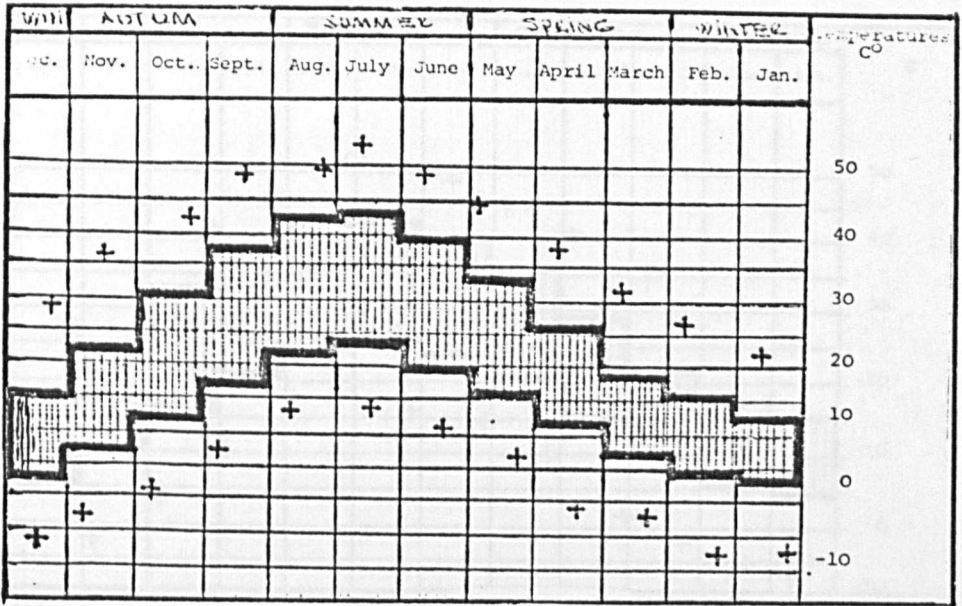 WIN AUTUM SUMMER SPRING WINTER
Nov. Oct. Sept. Aug. July June May April March Feb. Jan.
C°
50
40
30
20
10
0
-10